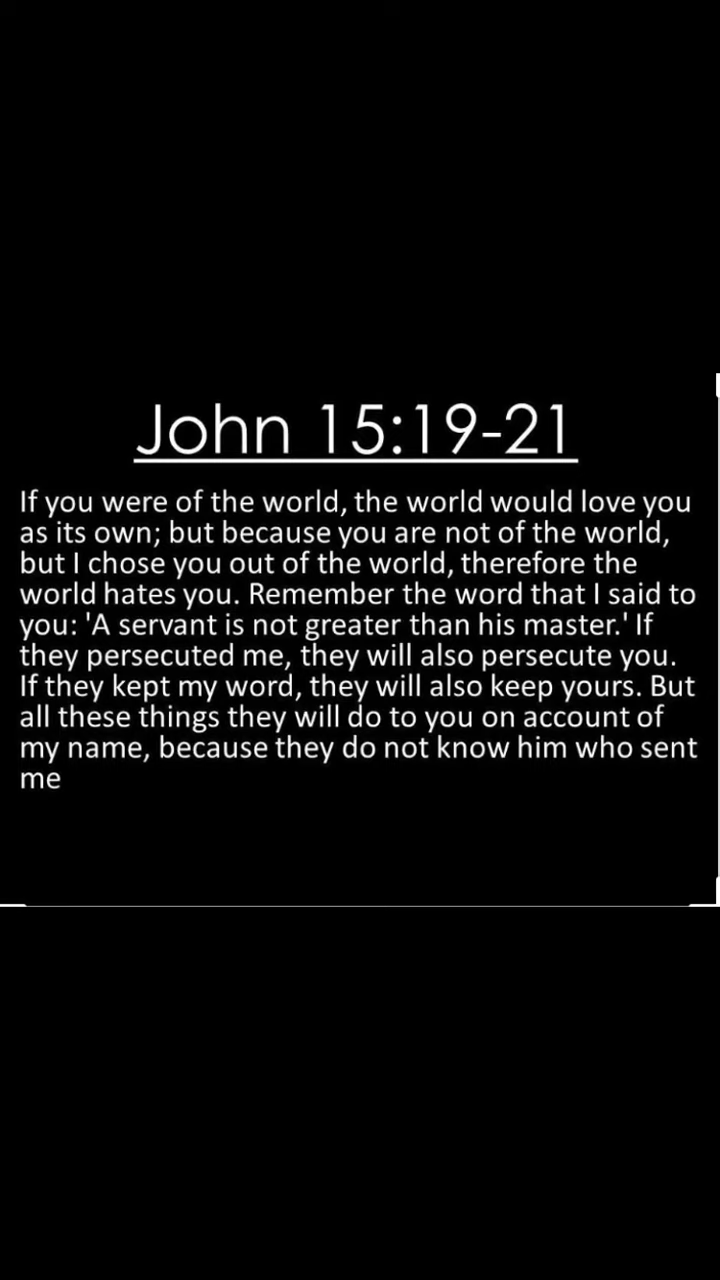 John 15:19-21
If you were of the world, the world would love you
as its own; but because you are not of the world,
but I chose you out of the world, therefore the
world hates you. Remember the word that I said to
you: 'A servant is not greater than his master.' If
they persecuted me, they will also persecute you.
If they kept my word, they will also keep yours. But
all these things they will do to you on account of
my name, because they do not know him who sent
me